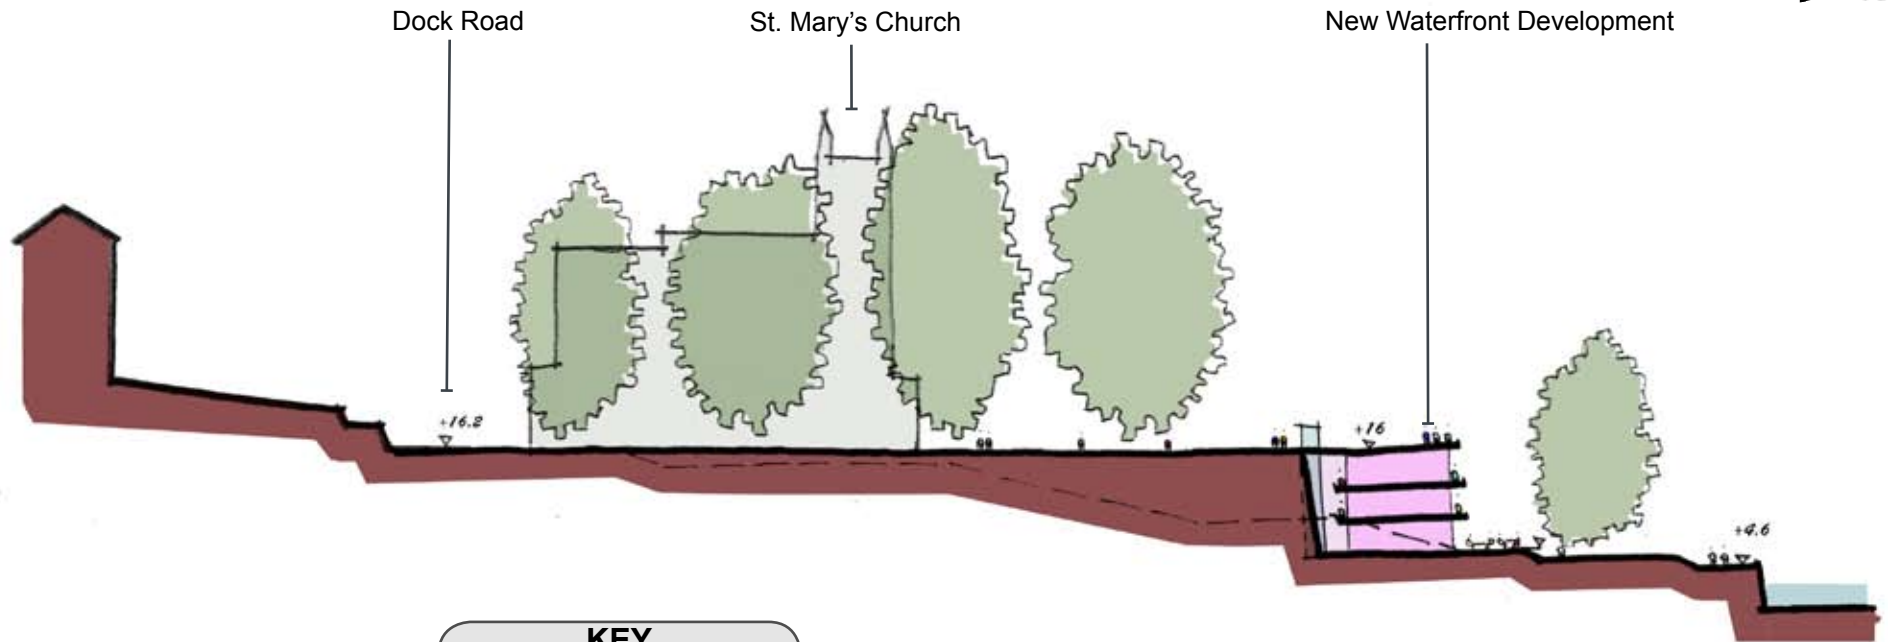 Dock Road
St. Mary’s Church
New Waterfront Development
+16.2
+16
+4.6
KEY